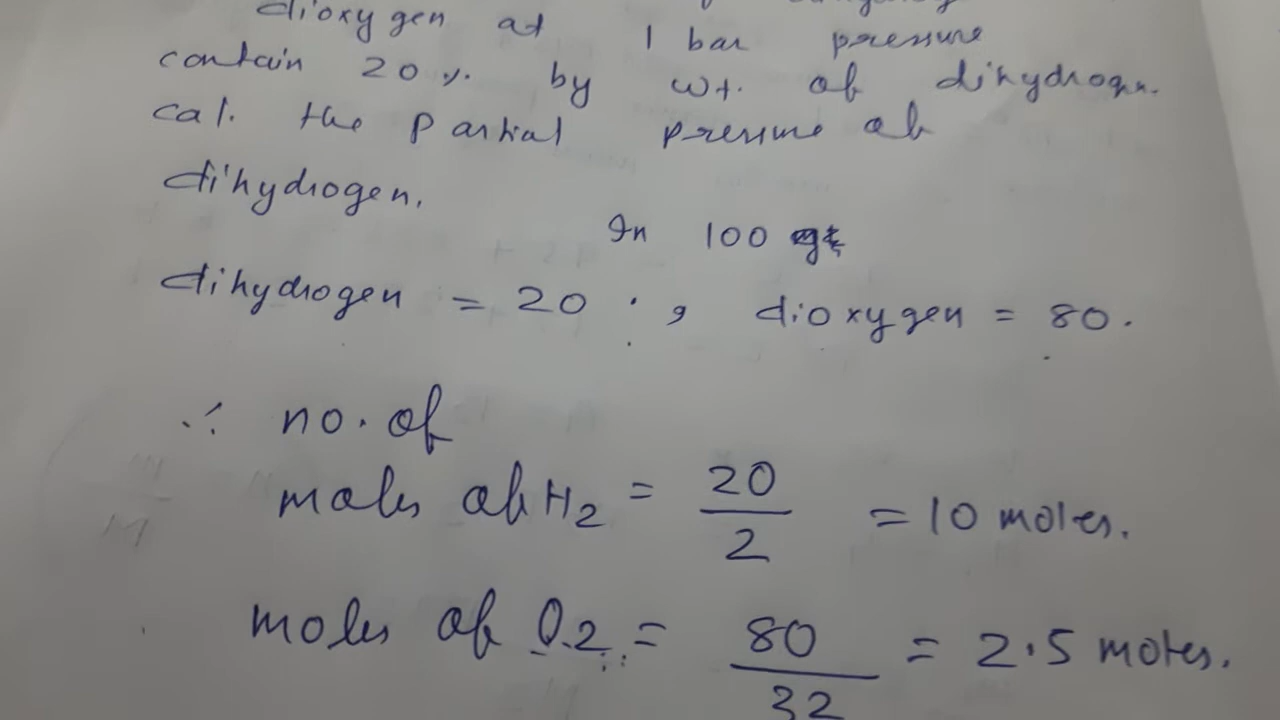 dioxygen at 1 bar pressure
contain 20 % by wt. of dihydrogen.
cal. the Partial pressure of
dihydrogen.
In 100
dihydrogen = 20 , dioxygen = 80.
∴ no. of
moles of H2 = 20/2 = 10 moles.
moles of O2 = 80/32 = 2.5 moles.